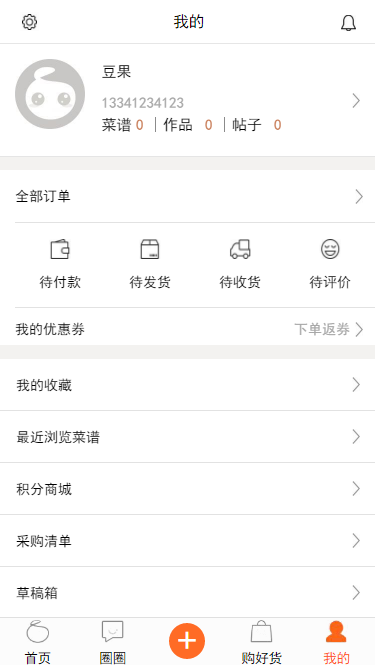 我的
豆果
13341234123
菜谱 0 | 作品 0 | 帖子 0
全部订单
待付款 待发货 待收货 待评价
我的优惠券 下单返券
我的收藏
最近浏览菜谱
积分商城
采购清单
草稿箱
首页 圈圈 购好货 我的